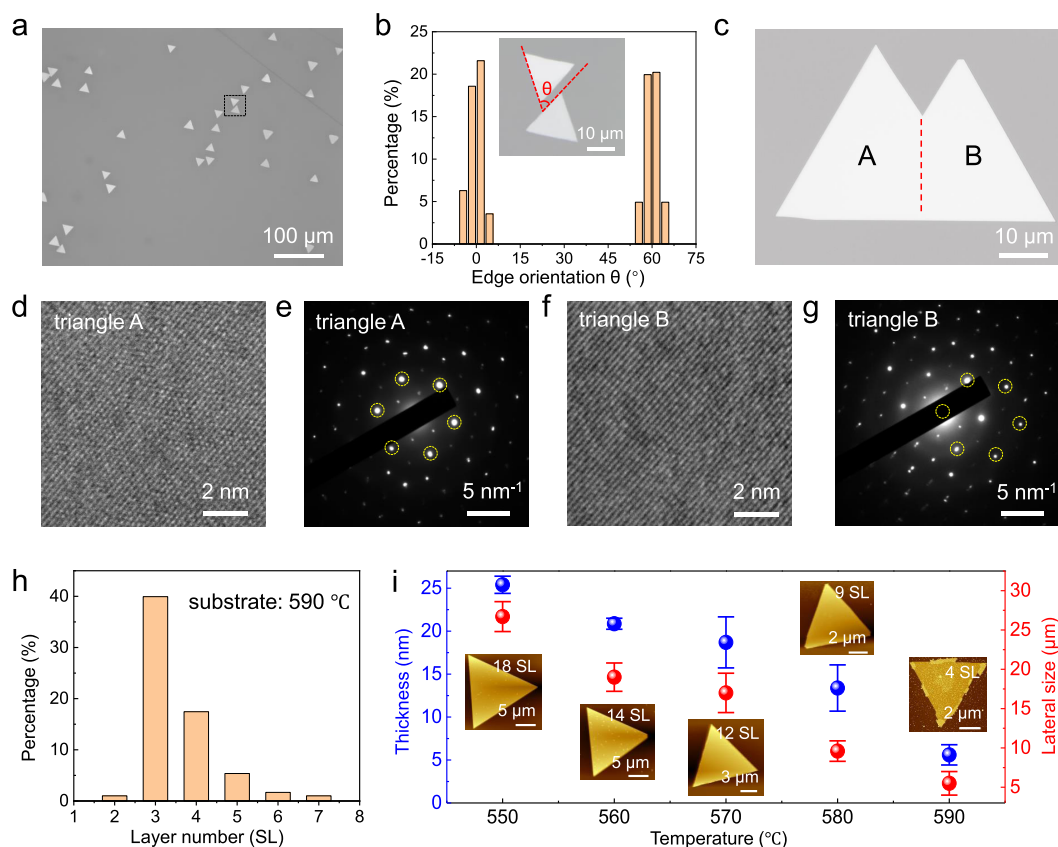 a
100 μm
b
Percentage (%)
25
20
15
10
5
0
θ
10 μm
-15 0 15 30 45 60 75
Edge orientation θ (°)
c
A
B
10 μm
d
triangle A
2 nm
e
triangle A
5 nm⁻¹
f
triangle B
2 nm
g
triangle B
5 nm⁻¹
h
substrate: 590 ℃
Percentage (%)
40
30
20
10
0
1 2 3 4 5 6 7 8
Layer number (SL)
i
Thickness (nm)
25
20
15
10
5
0
18 SL
5 μm
14 SL
5 μm
12 SL
3 μm
9 SL
2 μm
4 SL
2 μm
30
25
20
15
10
5
Lateral size (μm)
550 560 570 580 590
Temperature (℃)